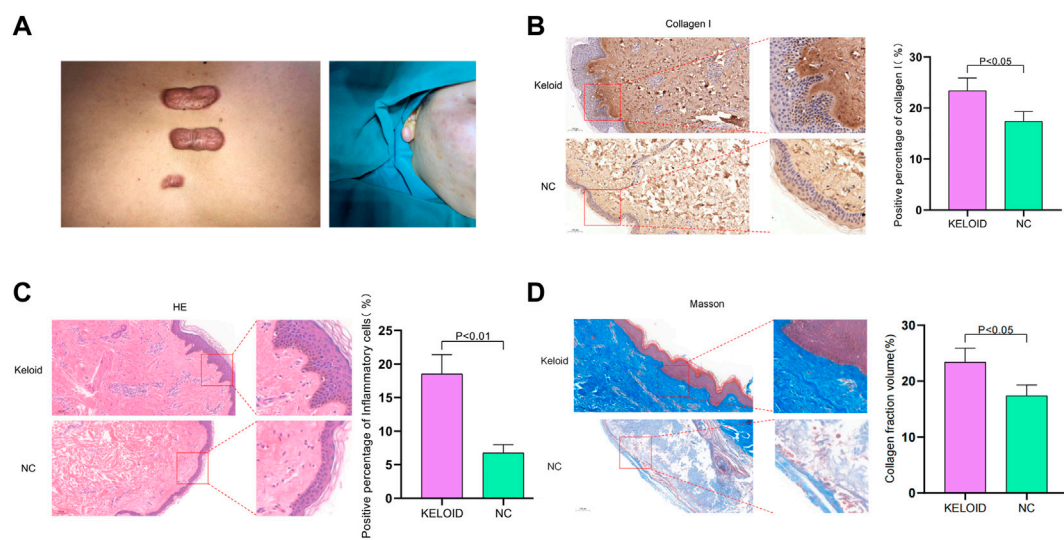 A
B
Collagen I
Keloid
NC
Positive percentage of collagen I( %)
40
30
20
10
0
P<0.05
KELOID
NC
C
HE
Keloid
NC
Positive percentage of Inflammatory cells( %)
25
20
15
10
5
0
P<0.01
KELOID
NC
D
Masson
Keloid
NC
Collagen fraction volume(%)
30
20
10
0
P<0.05
KELOID
NC